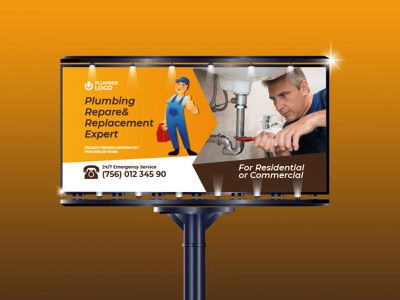 PLUMBER
LOGO
Plumbing
Repare&
Replacement
Expert
24/7 Emergency Service
(756) 012 345 90
For Residential
or Commercial